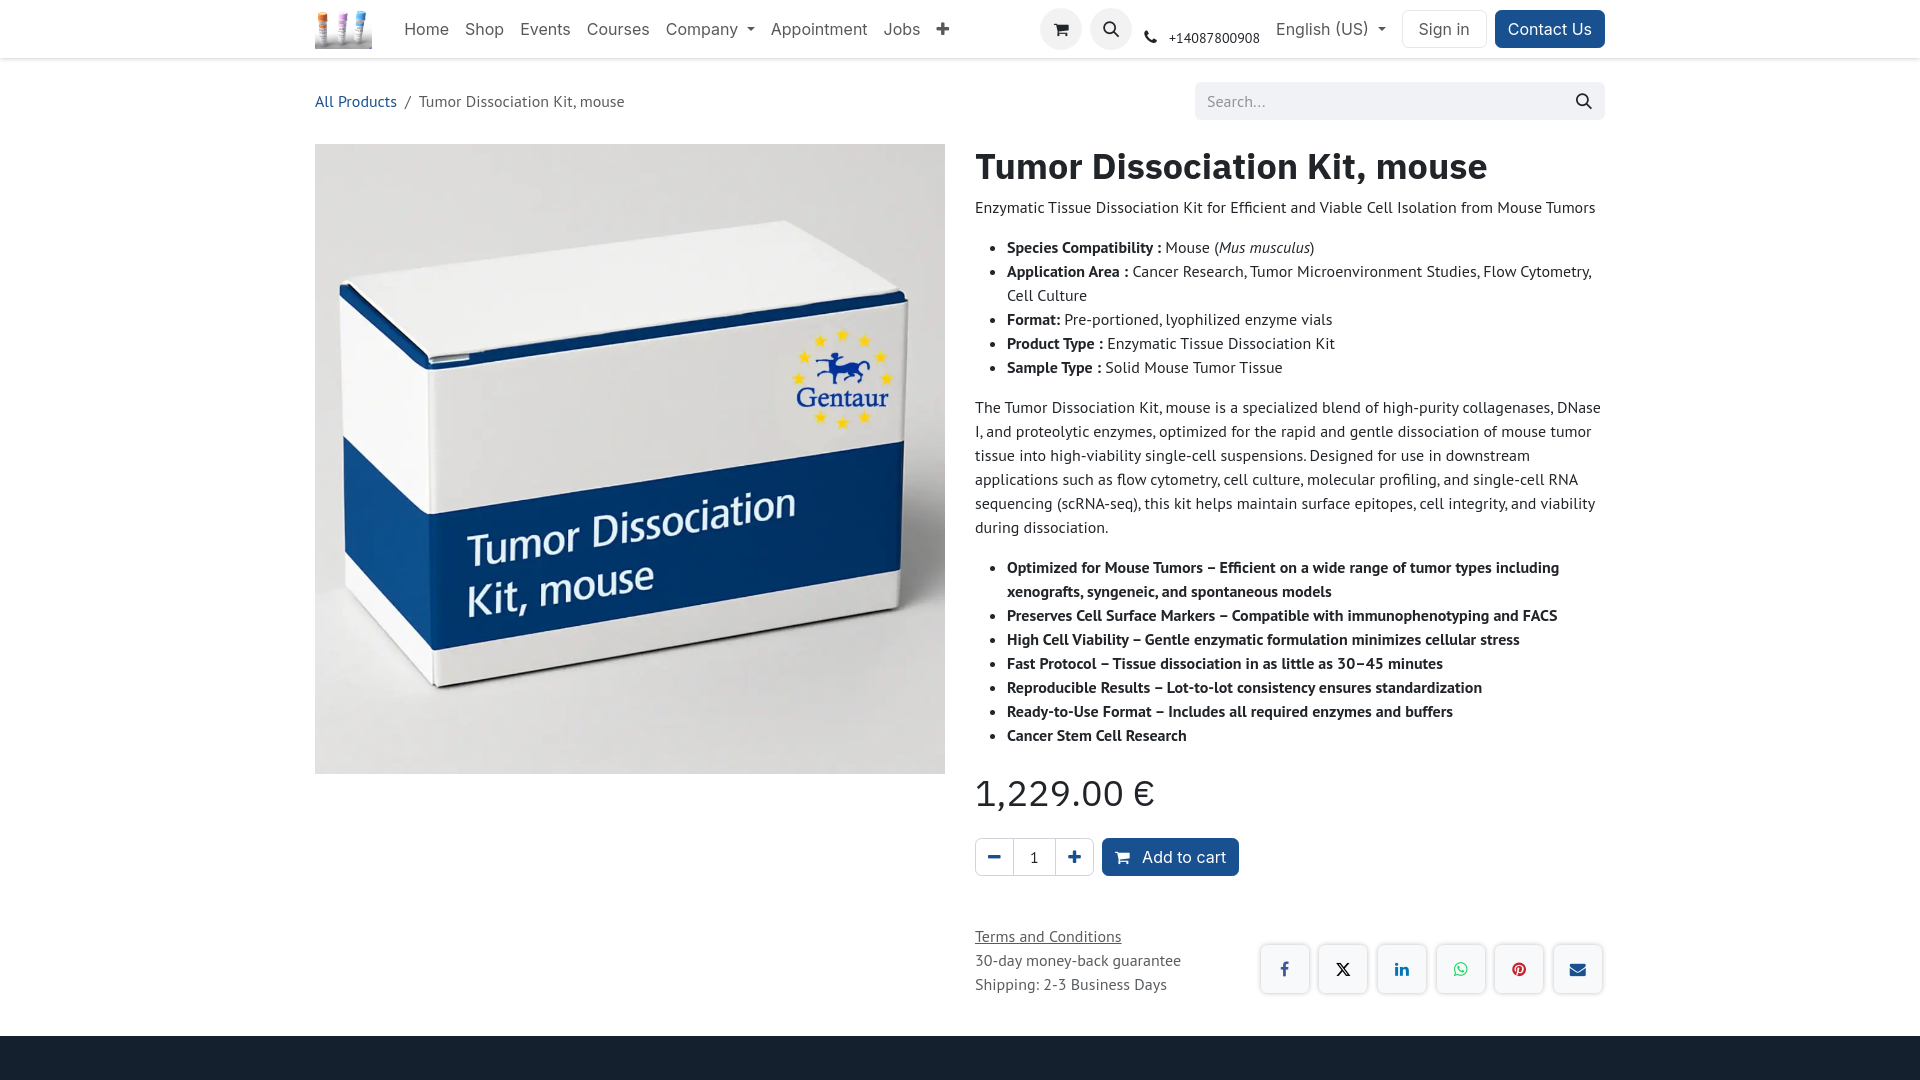 Home
Shop
Events
Courses
Company
Appointment
Jobs
+14087800908
English (US)
Sign in
Contact Us
All Products / Tumor Dissociation Kit, mouse
Search...
Gentaur
Tumor Dissociation
Kit, mouse
Tumor Dissociation Kit, mouse
Enzymatic Tissue Dissociation Kit for Efficient and Viable Cell Isolation from Mouse Tumors
Species Compatibility : Mouse (Mus musculus)
Application Area : Cancer Research, Tumor Microenvironment Studies, Flow Cytometry,
Cell Culture
Format: Pre-portioned, lyophilized enzyme vials
Product Type : Enzymatic Tissue Dissociation Kit
Sample Type : Solid Mouse Tumor Tissue
The Tumor Dissociation Kit, mouse is a specialized blend of high-purity collagenases, DNase
I, and proteolytic enzymes, optimized for the rapid and gentle dissociation of mouse tumor
tissue into high-viability single-cell suspensions. Designed for use in downstream
applications such as flow cytometry, cell culture, molecular profiling, and single-cell RNA
sequencing (scRNA-seq), this kit helps maintain surface epitopes, cell integrity, and viability
during dissociation.
Optimized for Mouse Tumors – Efficient on a wide range of tumor types including
xenografts, syngeneic, and spontaneous models
Preserves Cell Surface Markers – Compatible with immunophenotyping and FACS
High Cell Viability – Gentle enzymatic formulation minimizes cellular stress
Fast Protocol – Tissue dissociation in as little as 30–45 minutes
Reproducible Results – Lot-to-lot consistency ensures standardization
Ready-to-Use Format – Includes all required enzymes and buffers
Cancer Stem Cell Research
1,229.00 €
1
Add to cart
Terms and Conditions
30-day money-back guarantee
Shipping: 2-3 Business Days